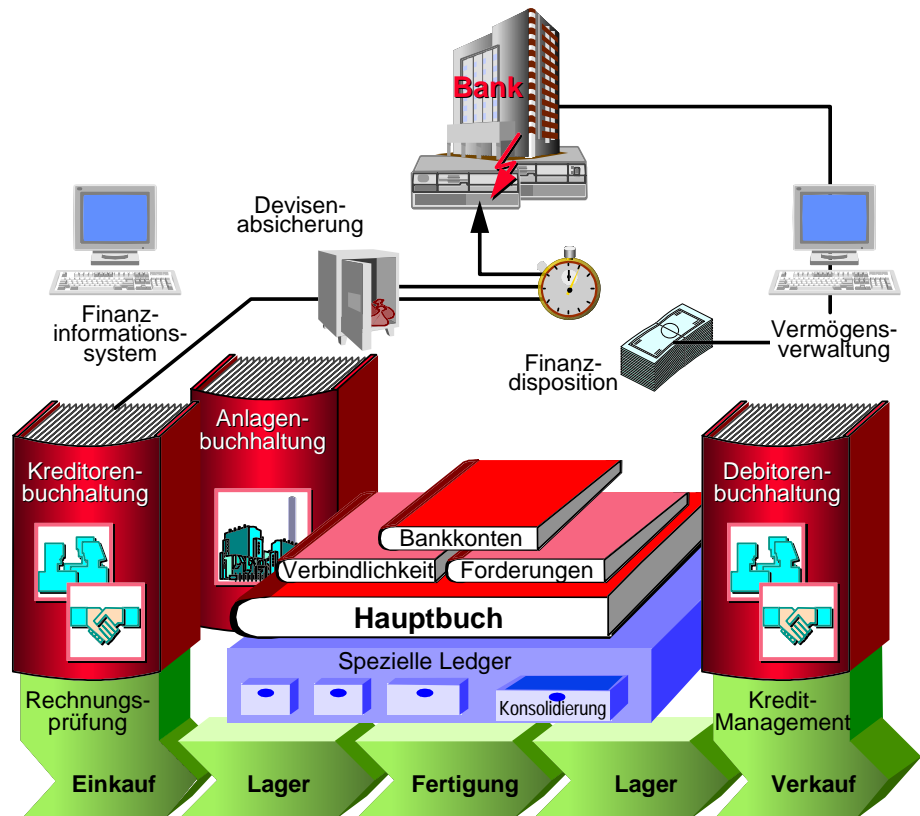 Bank
Devisen-
absicherung
Finanz-
informations-
system
Finanz-
disposition
Vermögens-
verwaltung
Kreditoren-
buchhaltung
Anlagen-
buchhaltung
Debitoren-
buchhaltung
Bankkonten
Verbindlichkeit
Forderungen
Hauptbuch
Spezielle Ledger
Konsolidierung
Rechnungs-
prüfung
Kredit-
Management
Einkauf
Lager
Fertigung
Lager
Verkauf